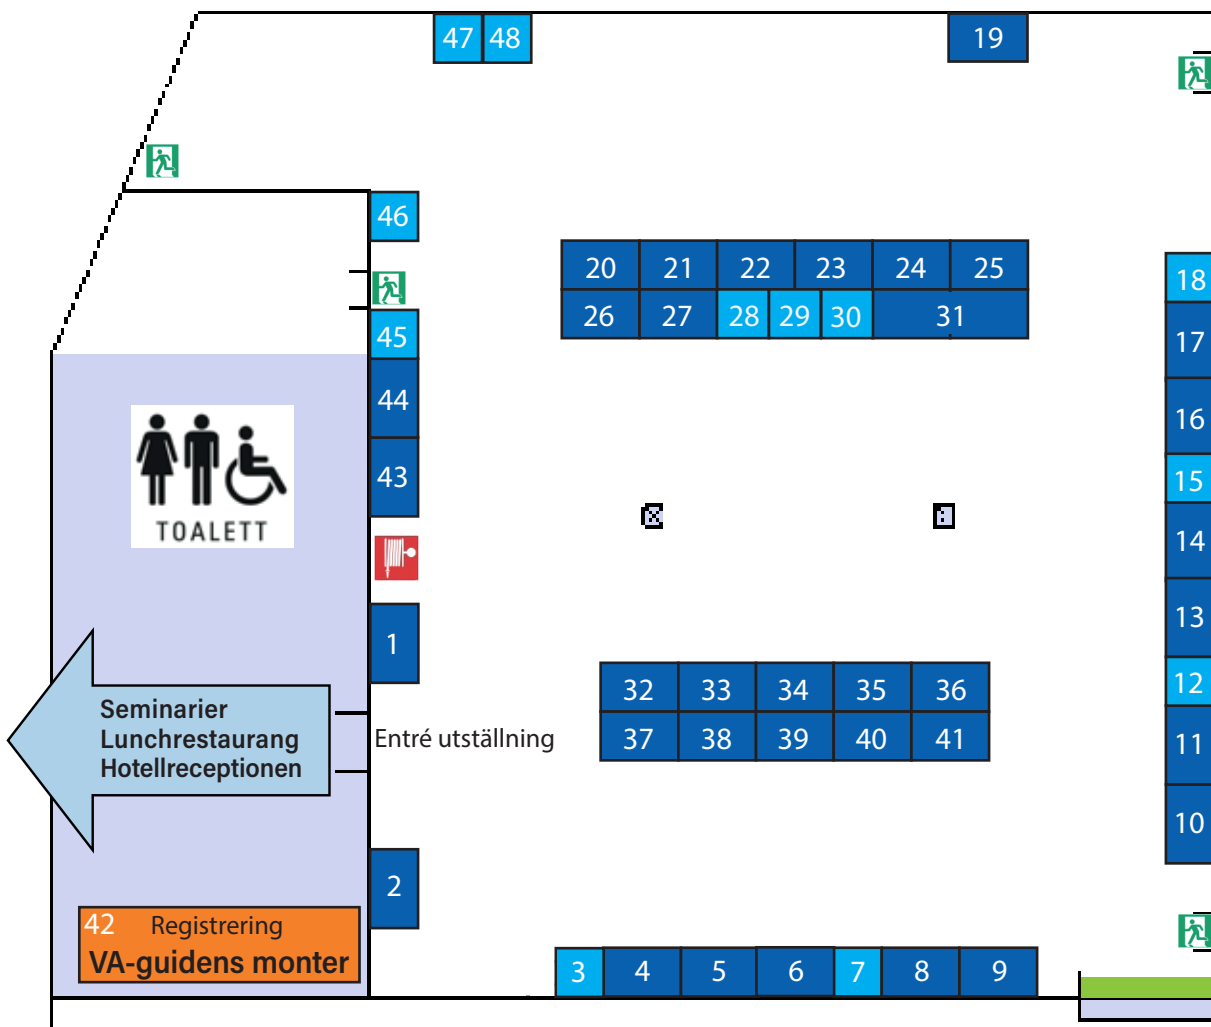 47 48 19
46
20 21 22 23 24 25
18
26 27 28 29 30 31
45
17
44
16
43
15
TOALETT
14
13
1
32 33 34 35 36
12
Seminarier
Lunchrestaurang
Hotellreceptionen
Entré utställning
37 38 39 40 41
11
10
2
42 Registrering
VA-guidens monter
3 4 5 6 7 8 9